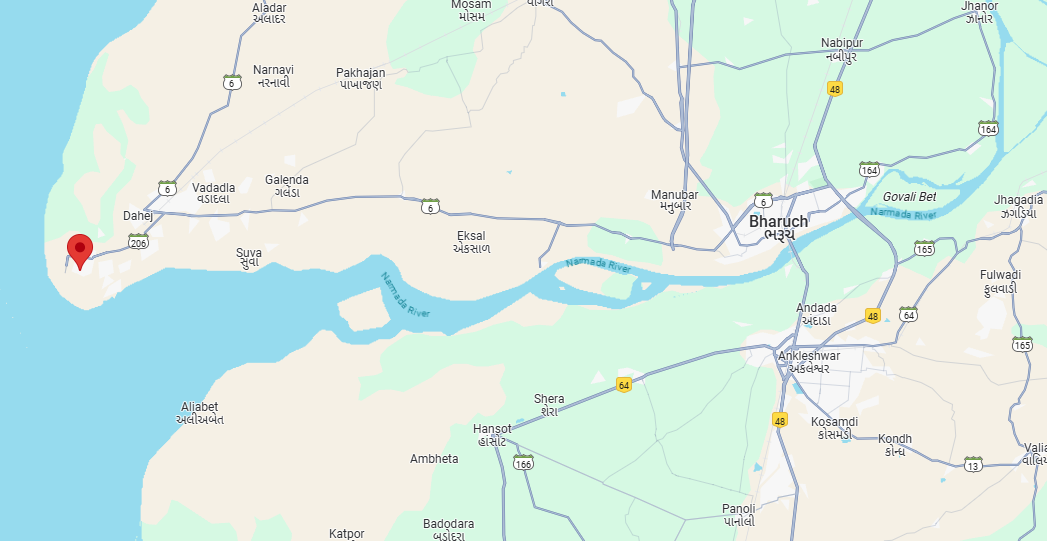 Aladar
અલાદર
Mosam
મોસમ
વાગરા
Jhanor
ઝાનોર
Nabipur
નબીપુર
Narnavi
નરનાવી
Pakhajan
પાખાજણ
6
48
164
164
6
Vadadla
વડદલા
Galenda
ગલેંડા
6
Manubar
મનુબાર
6
Govali Bet
Narmada River
Jhagadia
ઝગડિયા
Dahej
206
Bharuch
ભરૂચ
Suva
સુવા
Eksal
એકસાળ
165
Narmada River
Narmada River
Fulwadi
ફુલવાડી
Andada
અંદાડા
48
64
165
Ankleshwar
અંકલેશ્વર
64
Shera
શેરા
Aliabet
અલીઅબેત
48
Hansot
હાંસોટ
Kosamdi
કોસમડી
Kondh
કોન્ઢ
Ambheta
166
13
Valia
Panoli
પાનોલી
Badodara
બડોદરા
Katpor